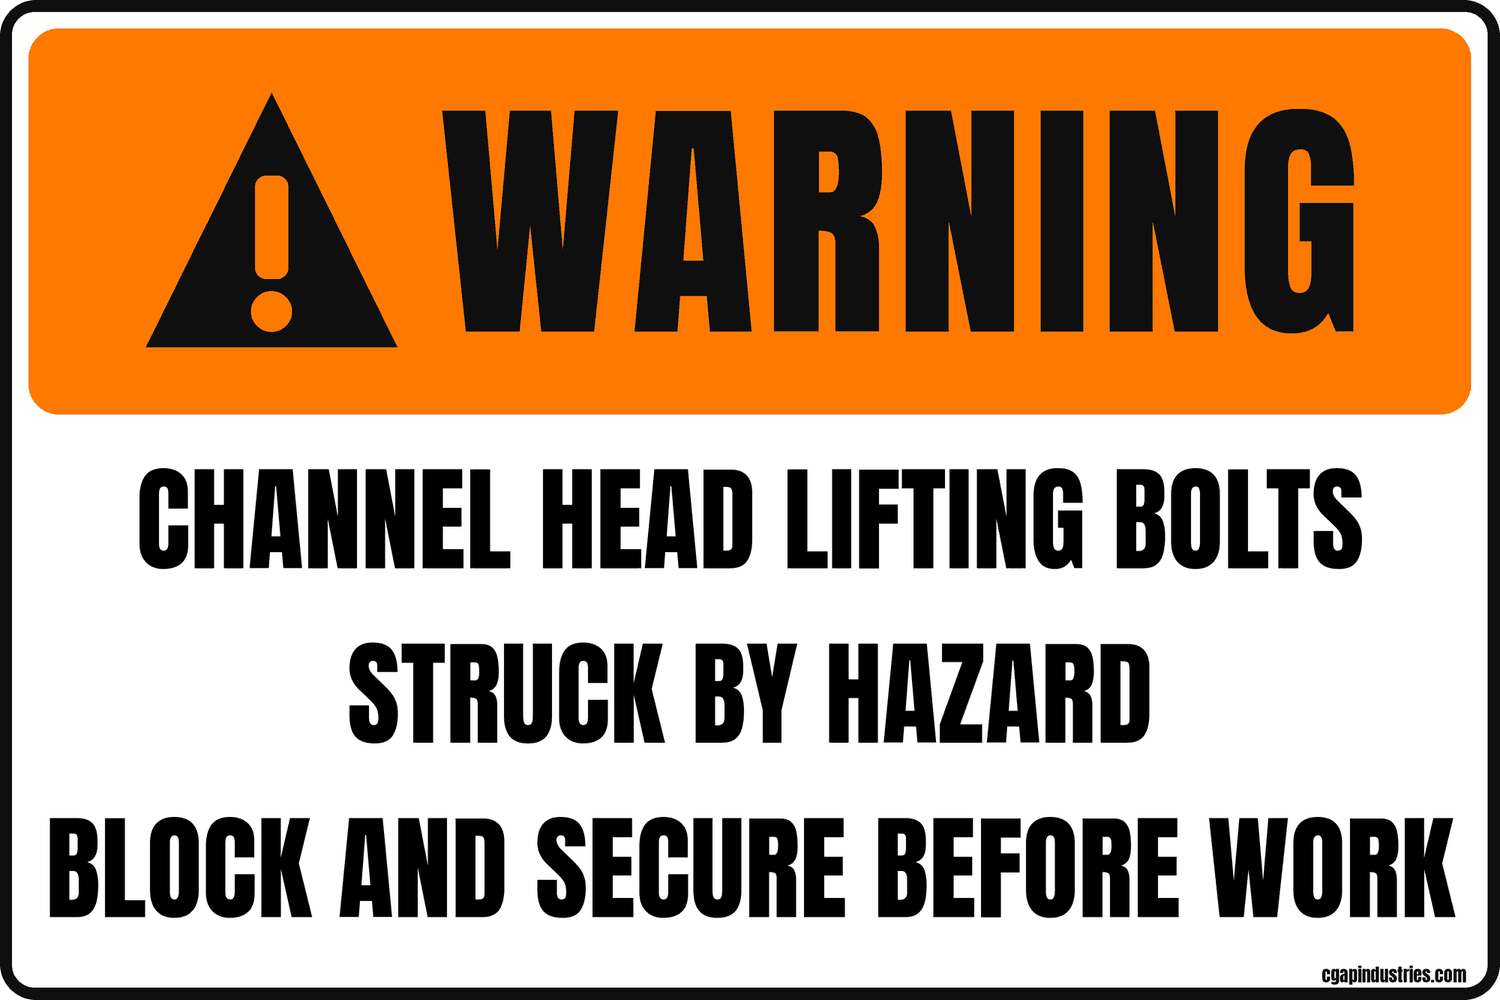 WARNING
CHANNEL HEAD LIFTING BOLTS
STRUCK BY HAZARD
BLOCK AND SECURE BEFORE WORK
cgapindustries.com